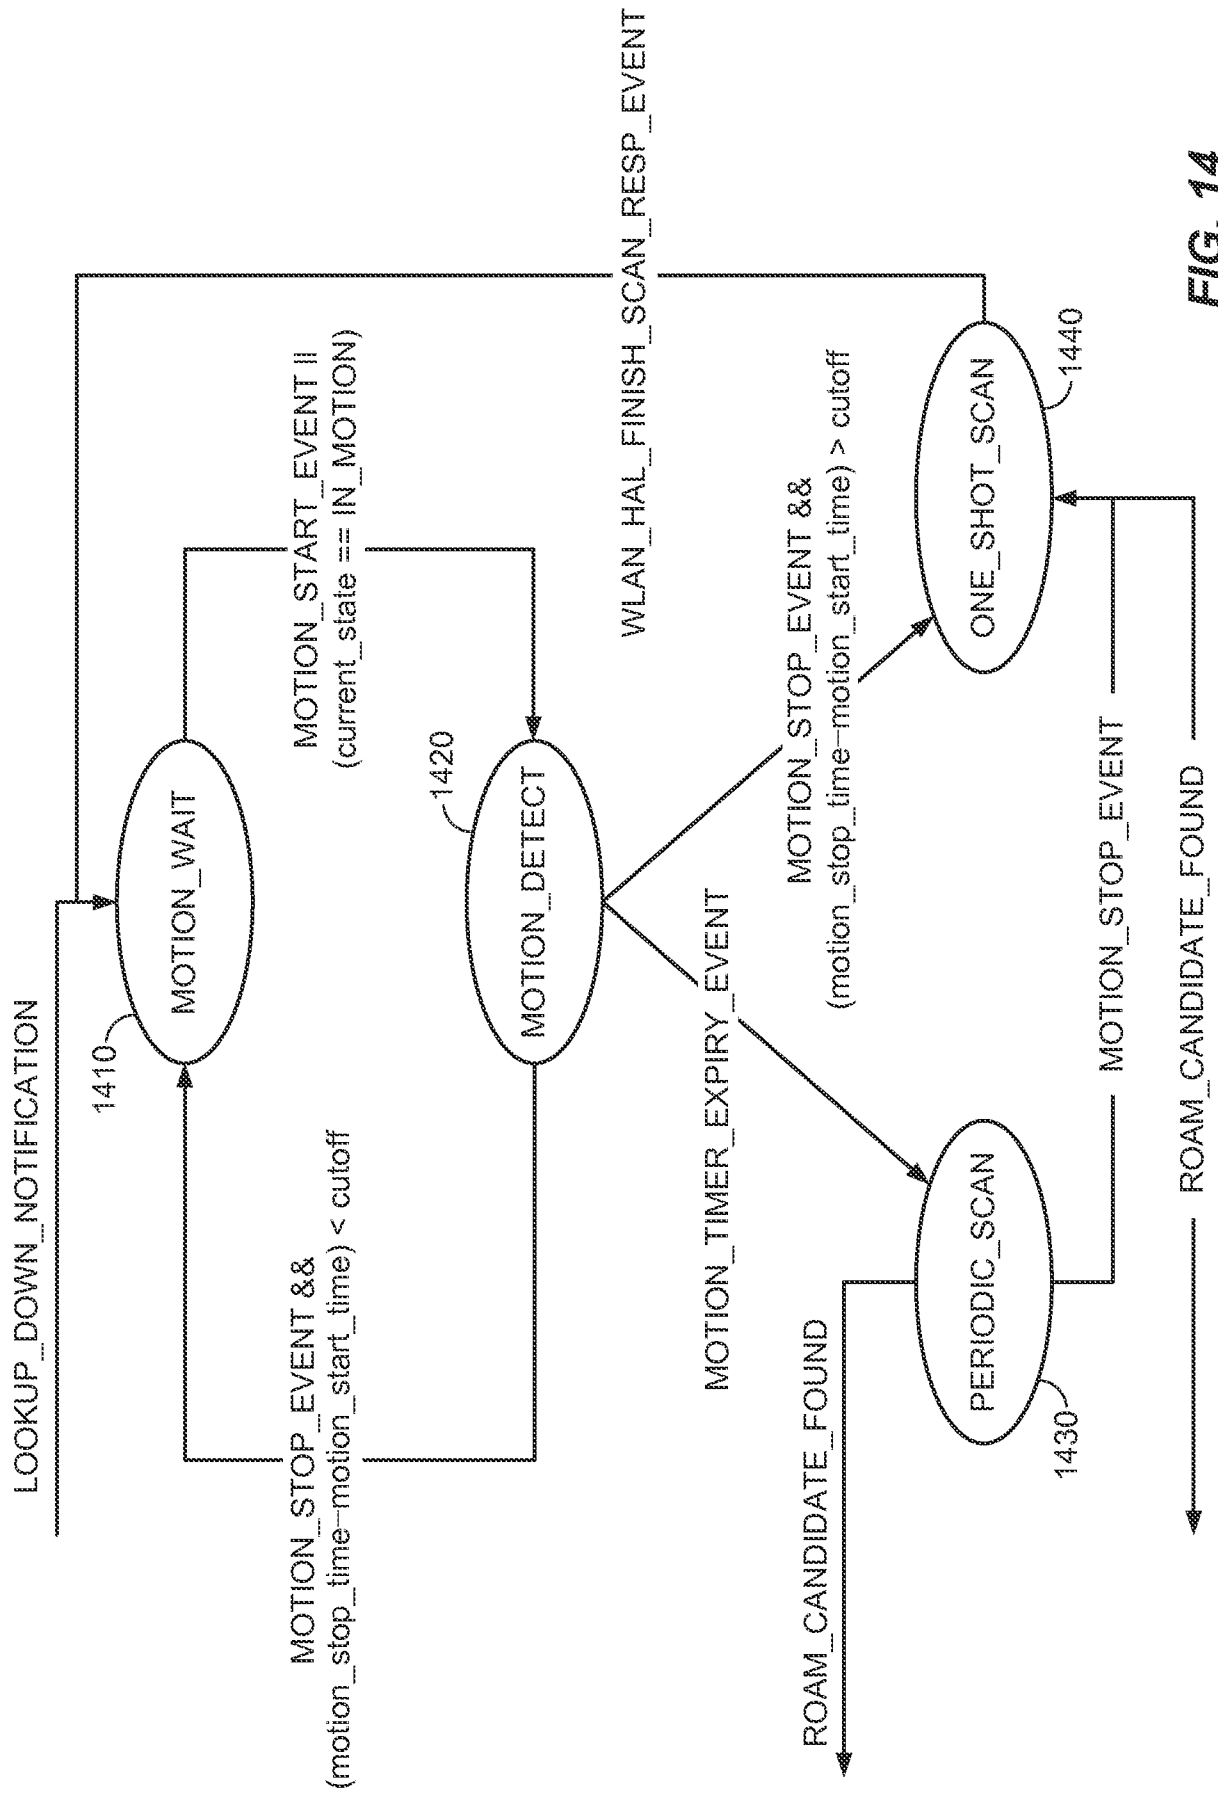 LOOKUP_DOWN_NOTIFICATION
1410
MOTION_WAIT
MOTION_STOP_EVENT &&
(motion_stop_time–motion_start_time) < cutoff
MOTION_START_EVENT ||
(current_state == IN_MOTION)
1420
MOTION_DETECT
WLAN_HAL_FINISH_SCAN_RESP_EVENT
MOTION_TIMER_EXPIRY_EVENT
MOTION_STOP_EVENT &&
(motion_stop_time–motion_start_time) > cutoff
ROAM_CANDIDATE_FOUND
PERIODIC_SCAN
1430
ONE_SHOT_SCAN
1440
MOTION_STOP_EVENT
ROAM_CANDIDATE_FOUND
FIG. 14